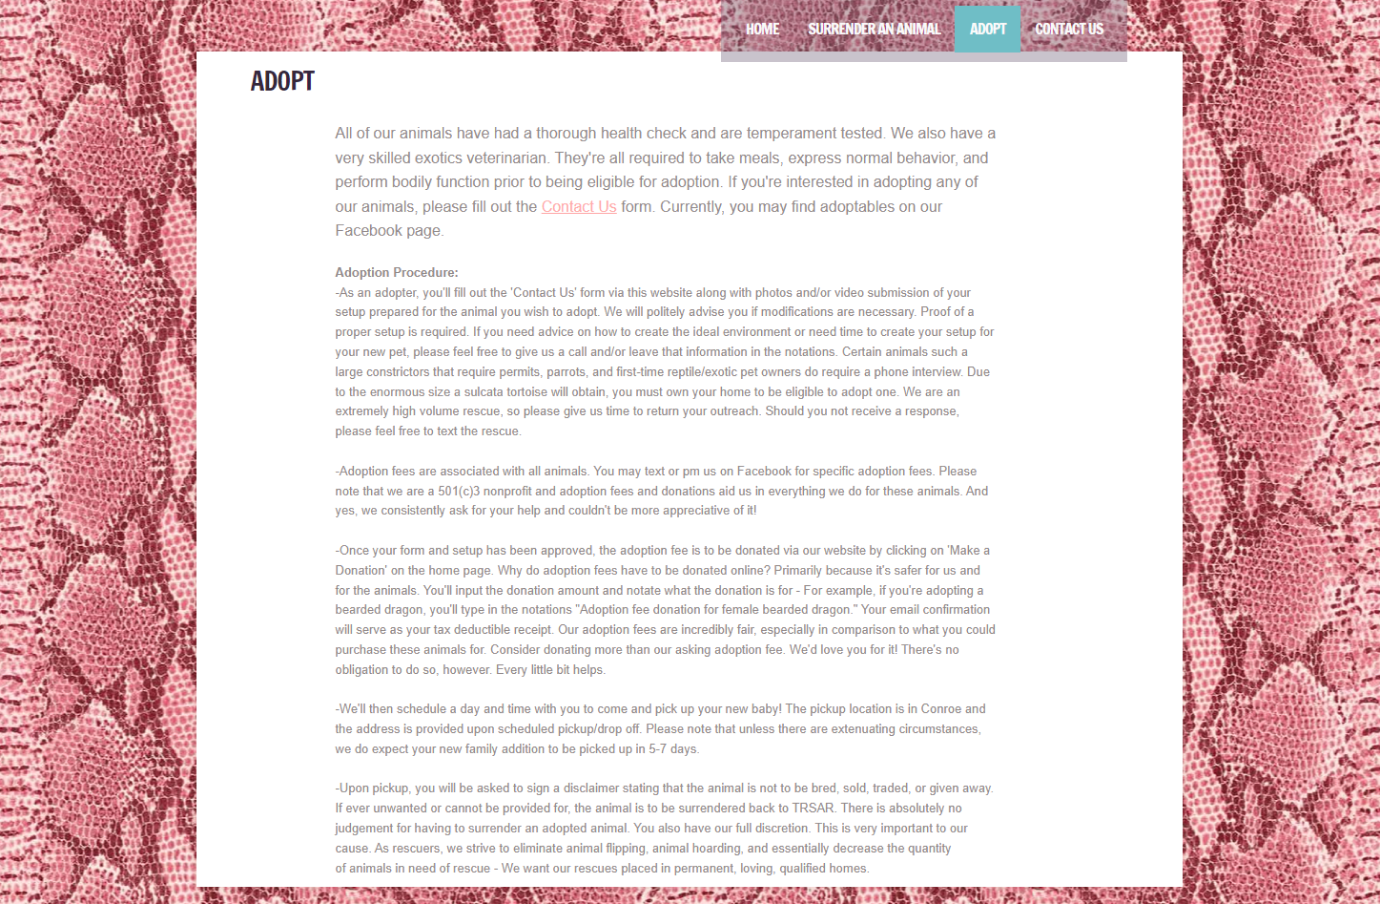 HOME SURRENDER AN ANIMAL ADOPT CONTACT US
ADOPT
All of our animals have had a thorough health check and are temperament tested. We also have a
very skilled exotics veterinarian. They're all required to take meals, express normal behavior, and
perform bodily function prior to being eligible for adoption. If you're interested in adopting any of
our animals, please fill out the Contact Us form. Currently, you may find adoptables on our
Facebook page.
Adoption Procedure:
-As an adopter, you'll fill out the 'Contact Us' form via this website along with photos and/or video submission of your
setup prepared for the animal you wish to adopt. We will politely advise you if modifications are necessary. Proof of a
proper setup is required. If you need advice on how to create the ideal environment or need time to create your setup for
your new pet, please feel free to give us a call and/or leave that information in the notations. Certain animals such a
large constrictors that require permits, parrots, and first-time reptile/exotic pet owners do require a phone interview. Due
to the enormous size a sulcata tortoise will obtain, you must own your home to be eligible to adopt one. We are an
extremely high volume rescue, so please give us time to return your outreach. Should you not receive a response,
please feel free to text the rescue.
-Adoption fees are associated with all animals. You may text or pm us on Facebook for specific adoption fees. Please
note that we are a 501(c)3 nonprofit and adoption fees and donations aid us in everything we do for these animals. And
yes, we consistently ask for your help and couldn't be more appreciative of it!
-Once your form and setup has been approved, the adoption fee is to be donated via our website by clicking on 'Make a
Donation' on the home page. Why do adoption fees have to be donated online? Primarily because it's safer for us and
for the animals. You'll input the donation amount and notate what the donation is for - For example, if you're adopting a
bearded dragon, you'll type in the notations "Adoption fee donation for female bearded dragon." Your email confirmation
will serve as your tax deductible receipt. Our adoption fees are incredibly fair, especially in comparison to what you could
purchase these animals for. Consider donating more than our asking adoption fee. We'd love you for it! There's no
obligation to do so, however. Every little bit helps.
-We'll then schedule a day and time with you to come and pick up your new baby! The pickup location is in Conroe and
the address is provided upon scheduled pickup/drop off. Please note that unless there are extenuating circumstances,
we do expect your new family addition to be picked up in 5-7 days.
-Upon pickup, you will be asked to sign a disclaimer stating that the animal is not to be bred, sold, traded, or given away.
If ever unwanted or cannot be provided for, the animal is to be surrendered back to TRSAR. There is absolutely no
judgement for having to surrender an adopted animal. You also have our full discretion. This is very important to our
cause. As rescuers, we strive to eliminate animal flipping, animal hoarding, and essentially decrease the quantity
of animals in need of rescue - We want our rescues placed in permanent, loving, qualified homes.